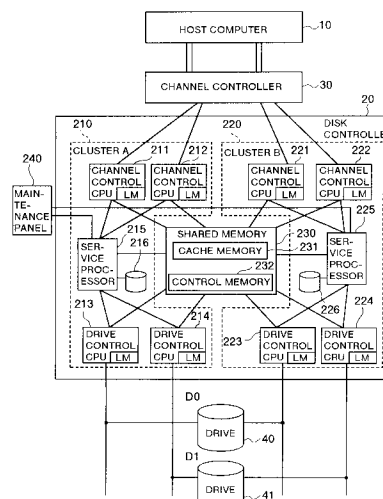 HOST COMPUTER
10
CHANNEL CONTROLLER
30
20
210
220
DISK
CONTROLLER
CLUSTER A
211
212
CLUSTER B
221
222
240
CHANNEL
CONTROL
CPU LM
CHANNEL
CONTROL
CPU LM
CHANNEL
CONTROL
CPU LM
CHANNEL
CONTROL
CPU LM
225
MAIN-
TENANCE
PANEL
215
216
SER-
VICE
PROC-
ESSOR
SHARED MEMORY
230
CACHE MEMORY
231
232
CONTROL MEMORY
SER-
VICE
PROC-
ESSOR
226
213
214
223
224
DRIVE
CONTROL
CPU LM
DRIVE
CONTROL
CPU LM
DRIVE
CONTROL
CPU LM
DRIVE
CONTROL
CRU LM
D0
DRIVE
40
D1
DRIVE
41